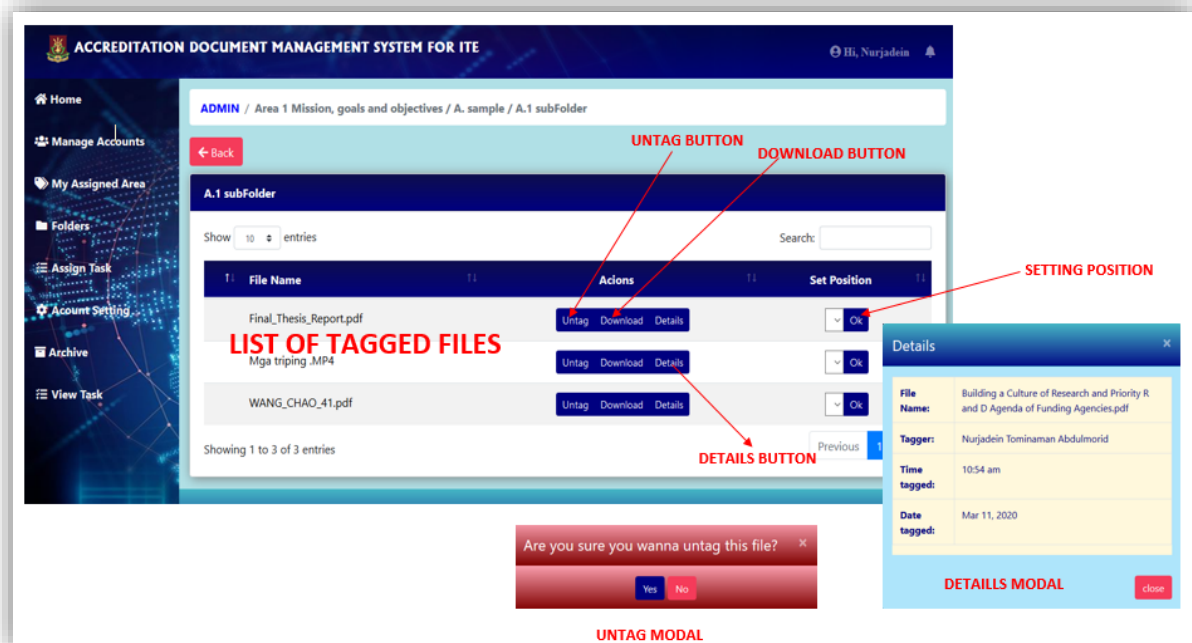 ACCREDITATION DOCUMENT MANAGEMENT SYSTEM FOR ITE
Hi, Nurjadein
Home
Manage Accounts
My Assigned Area
Folders
Assign Task
Acount Setting
Archive
View Task
ADMIN / Area 1 Mission, goals and objectives / A. sample / A.1 subFolder
Back
UNTAG BUTTON
DOWNLOAD BUTTON
A.1 subFolder
Show 10 entries
Search:
File Name Acions Set Position
SETTING POSITION
Final_Thesis_Report.pdf Untag Download Details Ok
LIST OF TAGGED FILES
Mga triping .MP4 Untag Download Details Ok
WANG_CHAO_41.pdf Untag Download Details Ok
Showing 1 to 3 of 3 entries
Previous 1
DETAILS BUTTON
Details ×
File Name: Building a Culture of Research and Priority R
and D Agenda of Funding Agencies.pdf
Tagger: Nurjadein Tominaman Abdulmorid
Time tagged: 10:54 am
Date tagged: Mar 11, 2020
DETAILLS MODAL
close
Are you sure you wanna untag this file? ×
Yes No
UNTAG MODAL